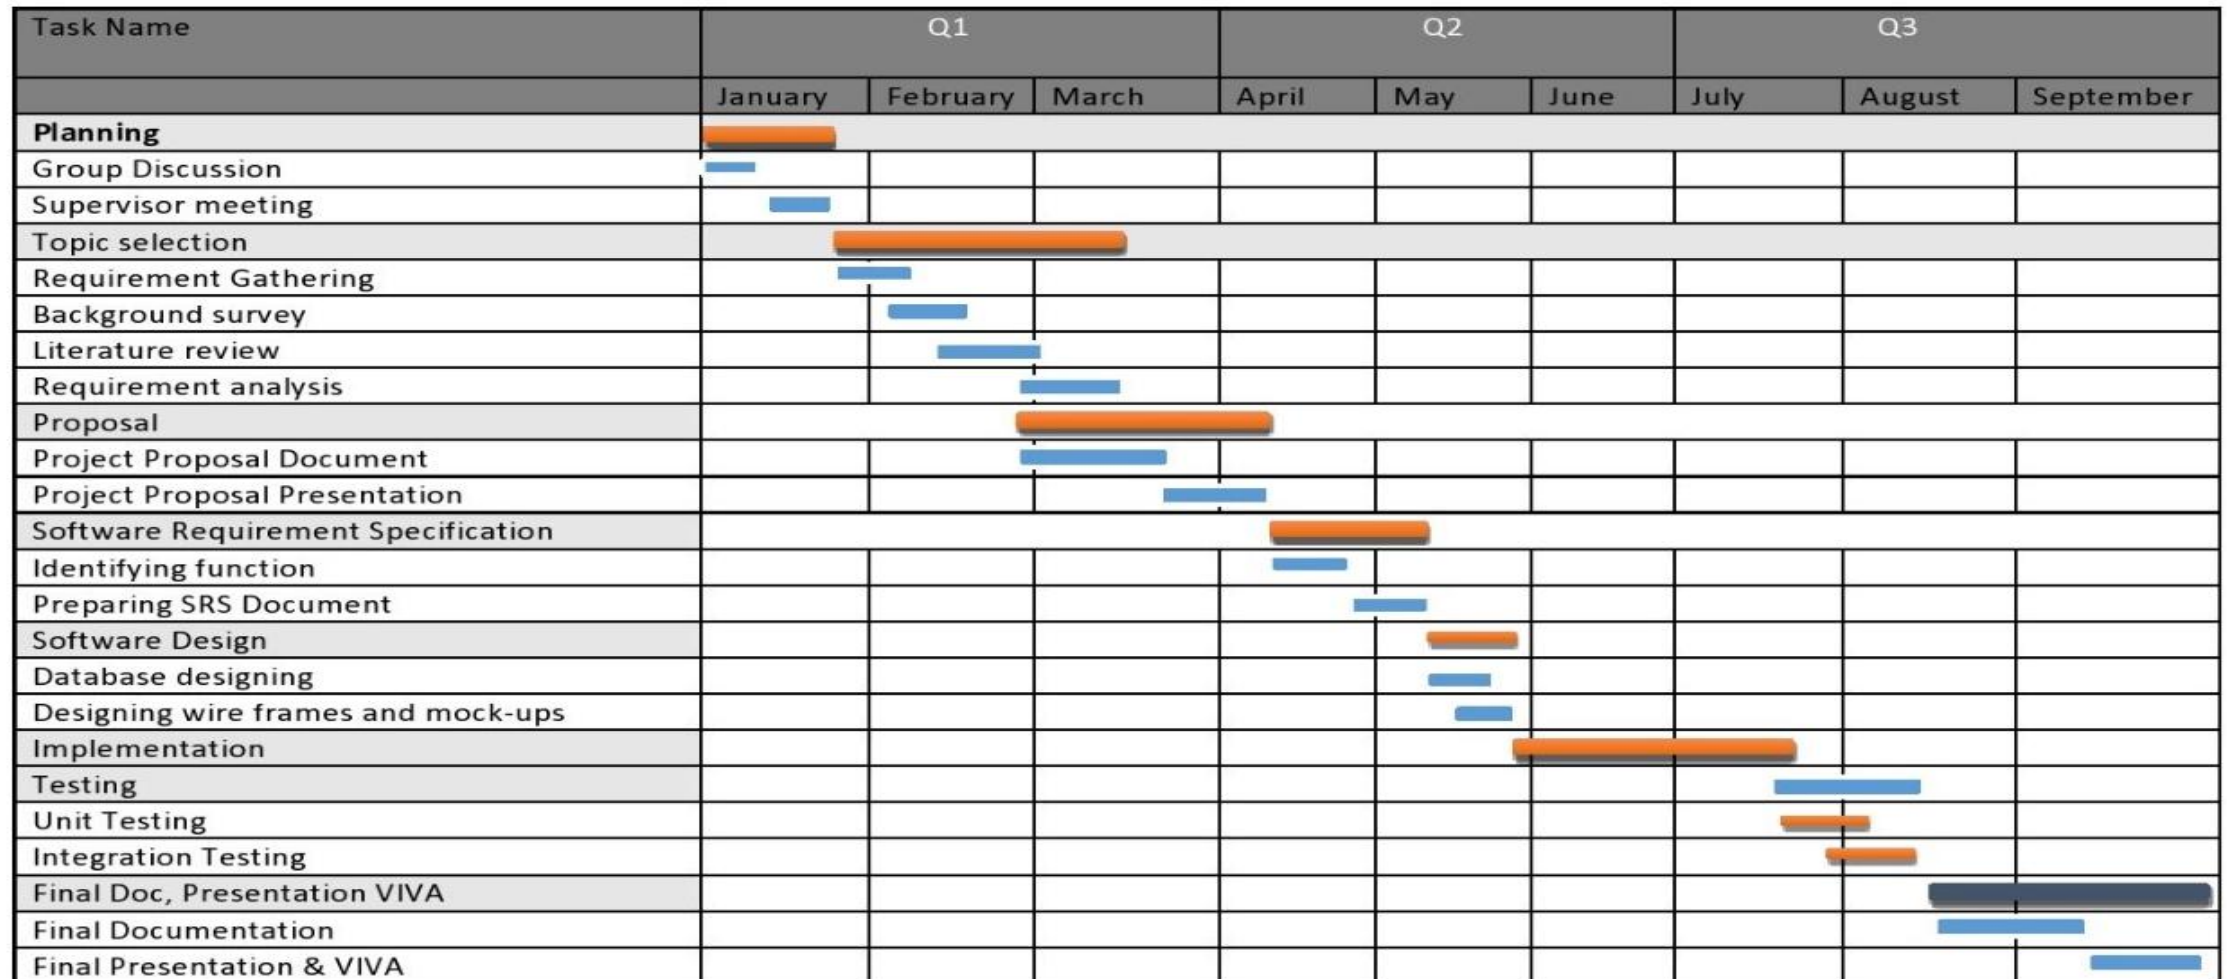 Task Name Q1 Q2 Q3
January February March April May June July August September
Planning
Group Discussion
Supervisor meeting
Topic selection
Requirement Gathering
Background survey
Literature review
Requirement analysis
Proposal
Project Proposal Document
Project Proposal Presentation
Software Requirement Specification
Identifying function
Preparing SRS Document
Software Design
Database designing
Designing wire frames and mock-ups
Implementation
Testing
Unit Testing
Integration Testing
Final Doc, Presentation VIVA
Final Documentation
Final Presentation & VIVA